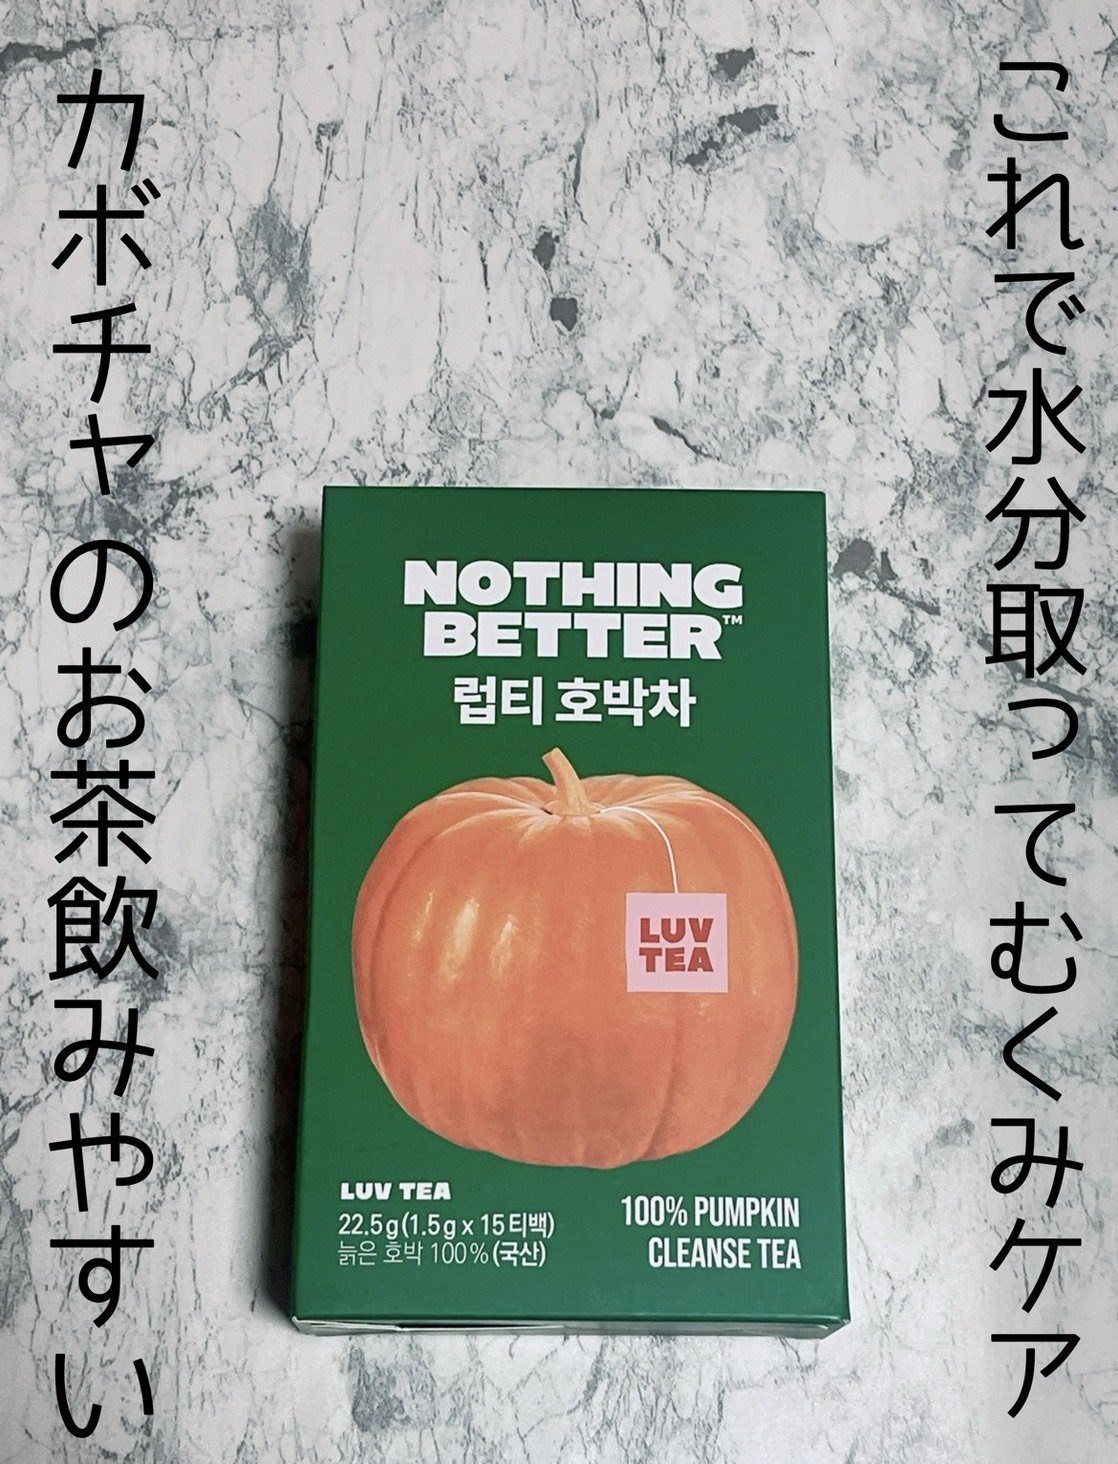 これで水分取ってむくみケア
カボチャのお茶飲みやすい
NOTHING
BETTER™
럽티 호박차
LUV
TEA
LUV TEA
22.5g(1.5g x 15티백)
늙은 호박 100%(국산)
100% PUMPKIN
CLEANSE TEA